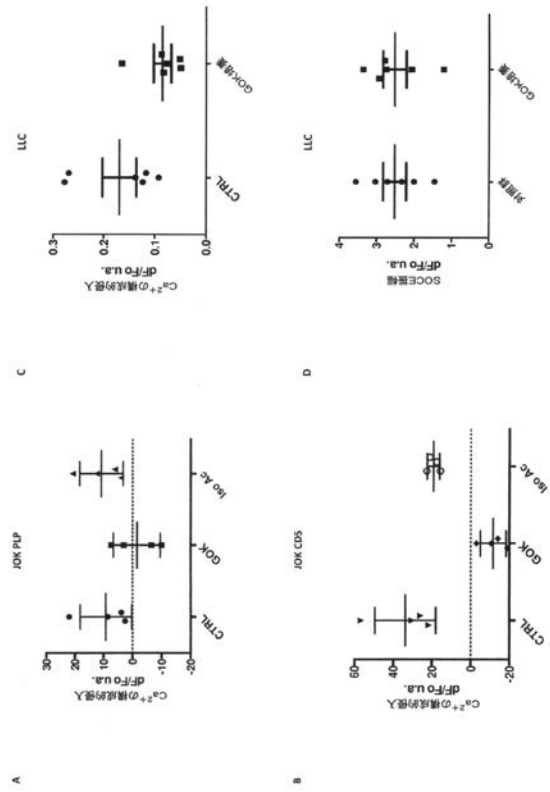 A
JOK PLP
Ca²⁺の構成的侵入
dF/Fo u.a.
30
20
10
0
-10
-20
CTRL
GOK
Iso Ac
B
JOK CDS
Ca²⁺の構成的侵入
dF/Fo u.a.
60
40
20
0
-20
CTRL
GOK
Iso Ac
C
LLC
Ca²⁺の構成的侵入
dF/Fo u.a.
0.3
0.2
0.1
0.0
CTRL
GOK培養
D
LLC
SOCE振幅
dF/Fo u.a.
4
3
2
1
0
対照群
GOK培養